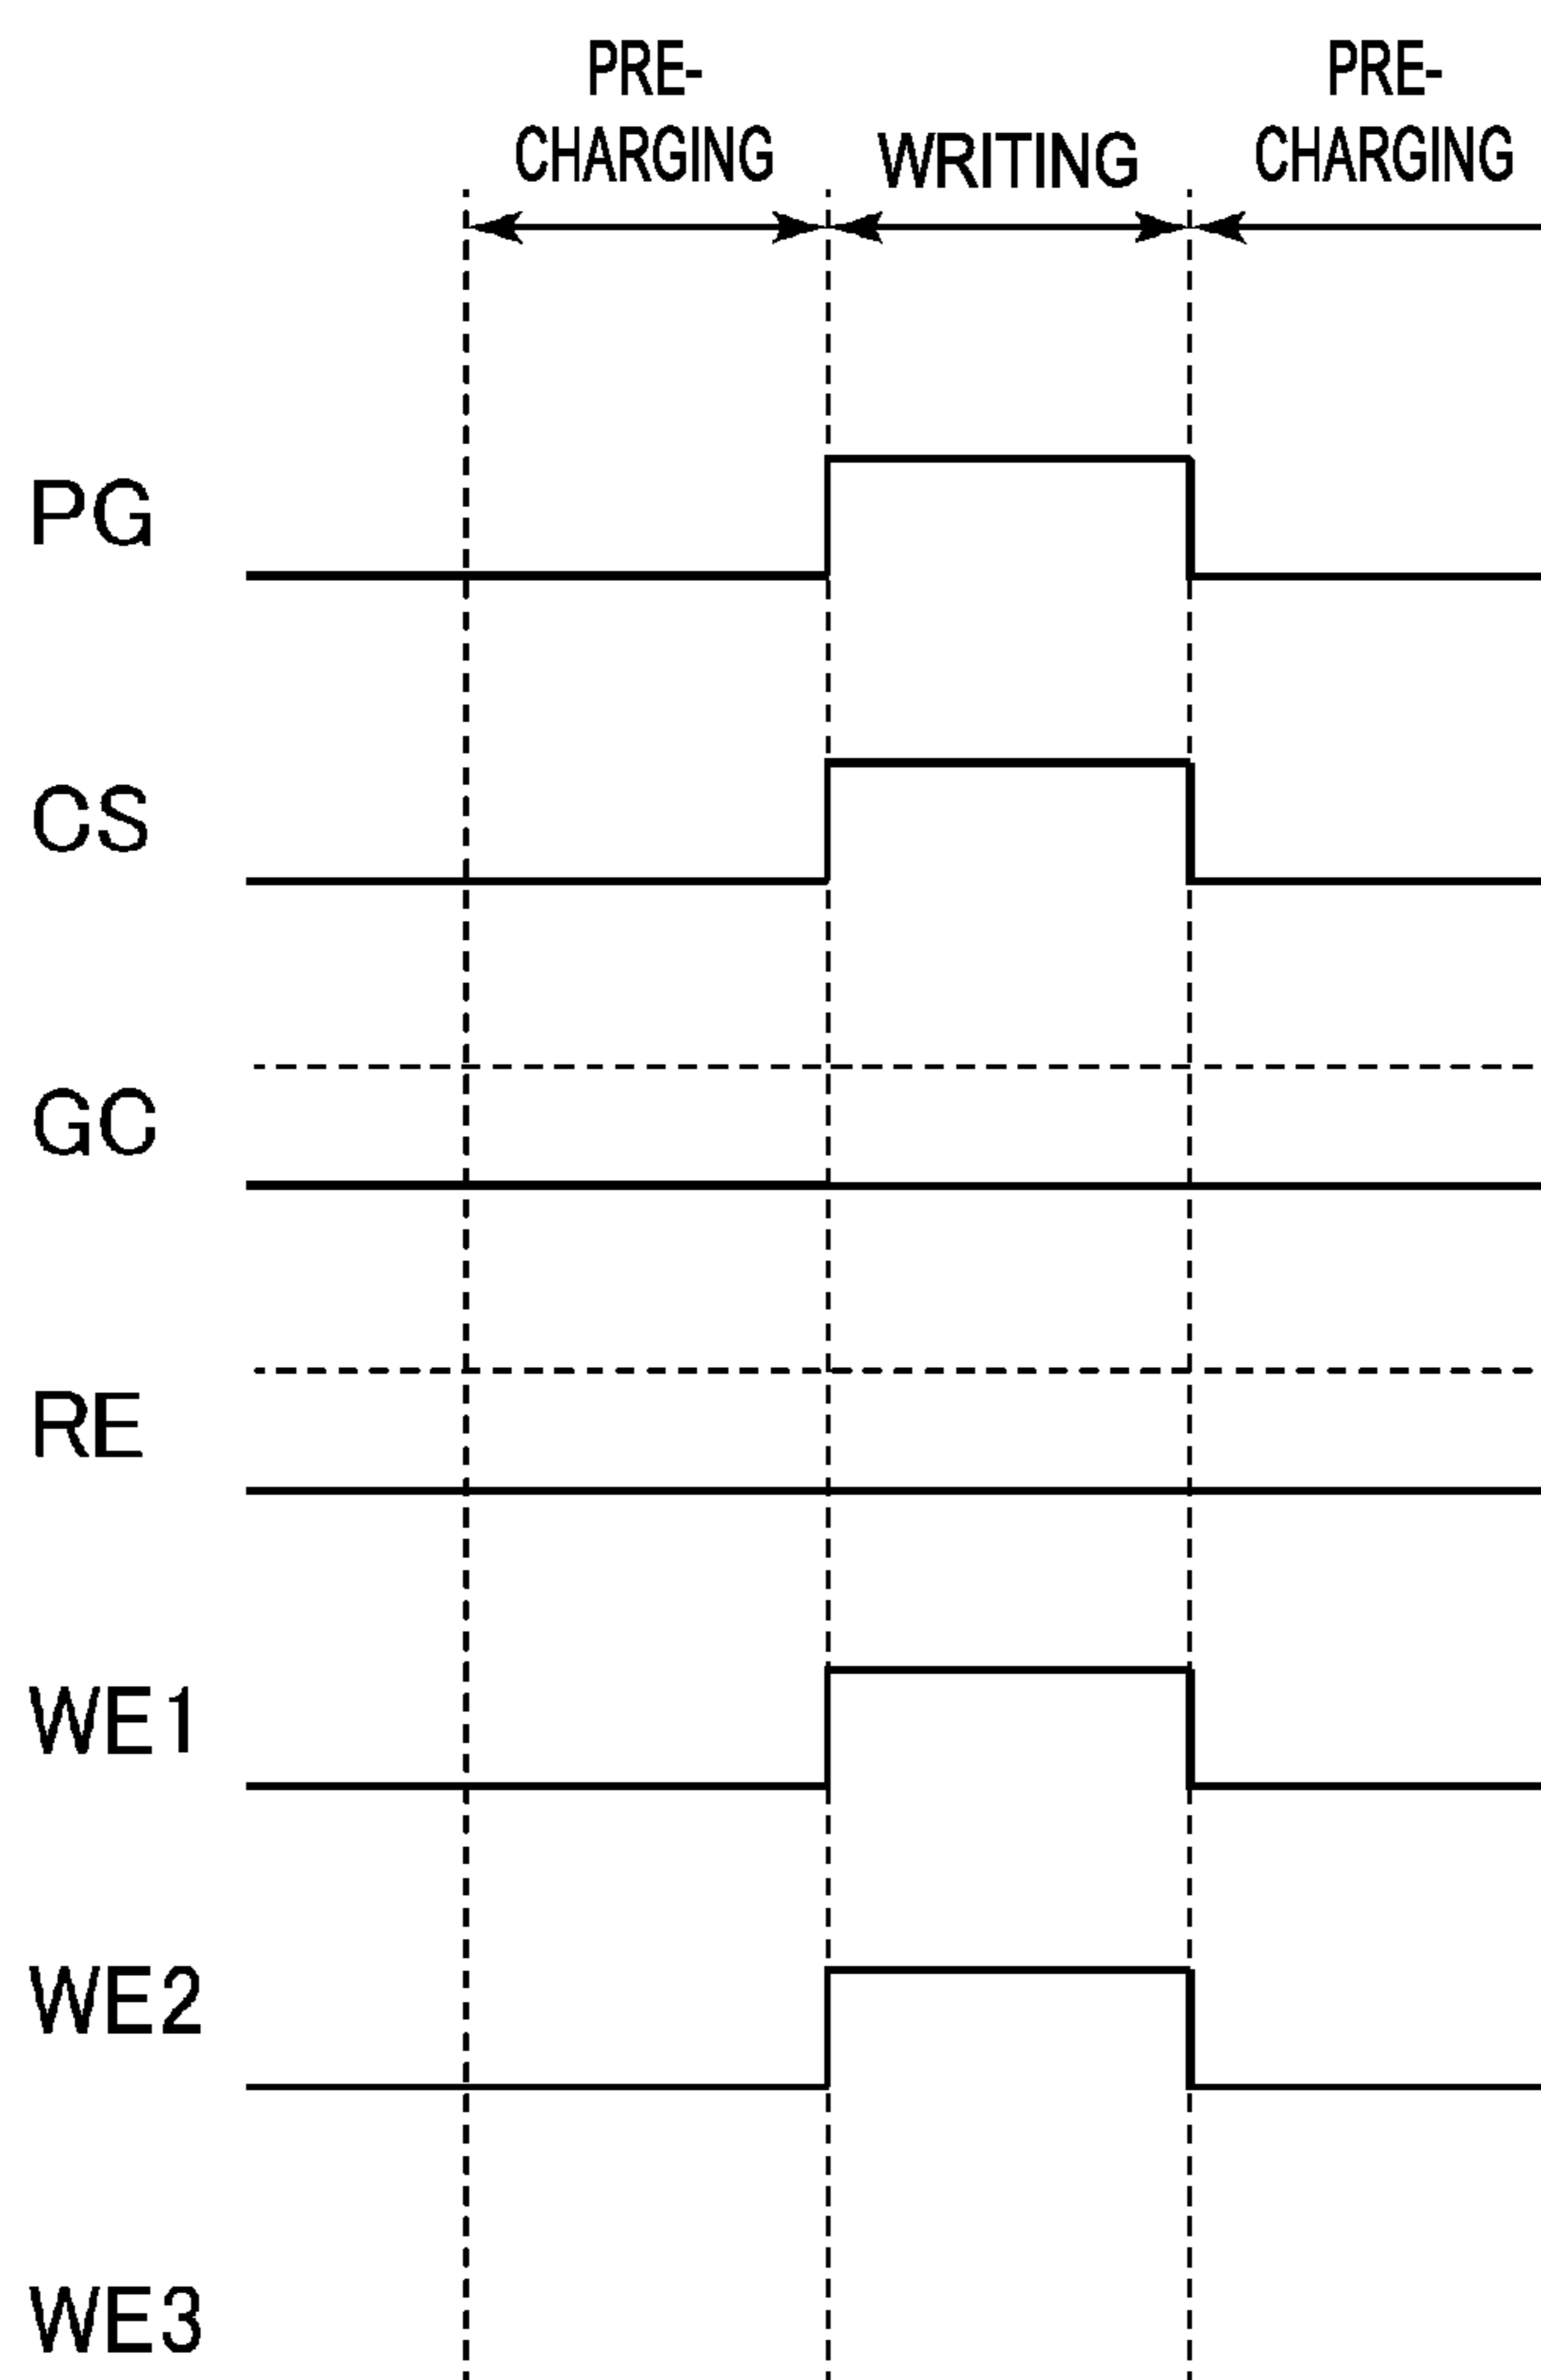 PRE-
CHARGING
WRITING
PRE-
CHARGING
PG
CS
GC
RE
WE1
WE2
WE3